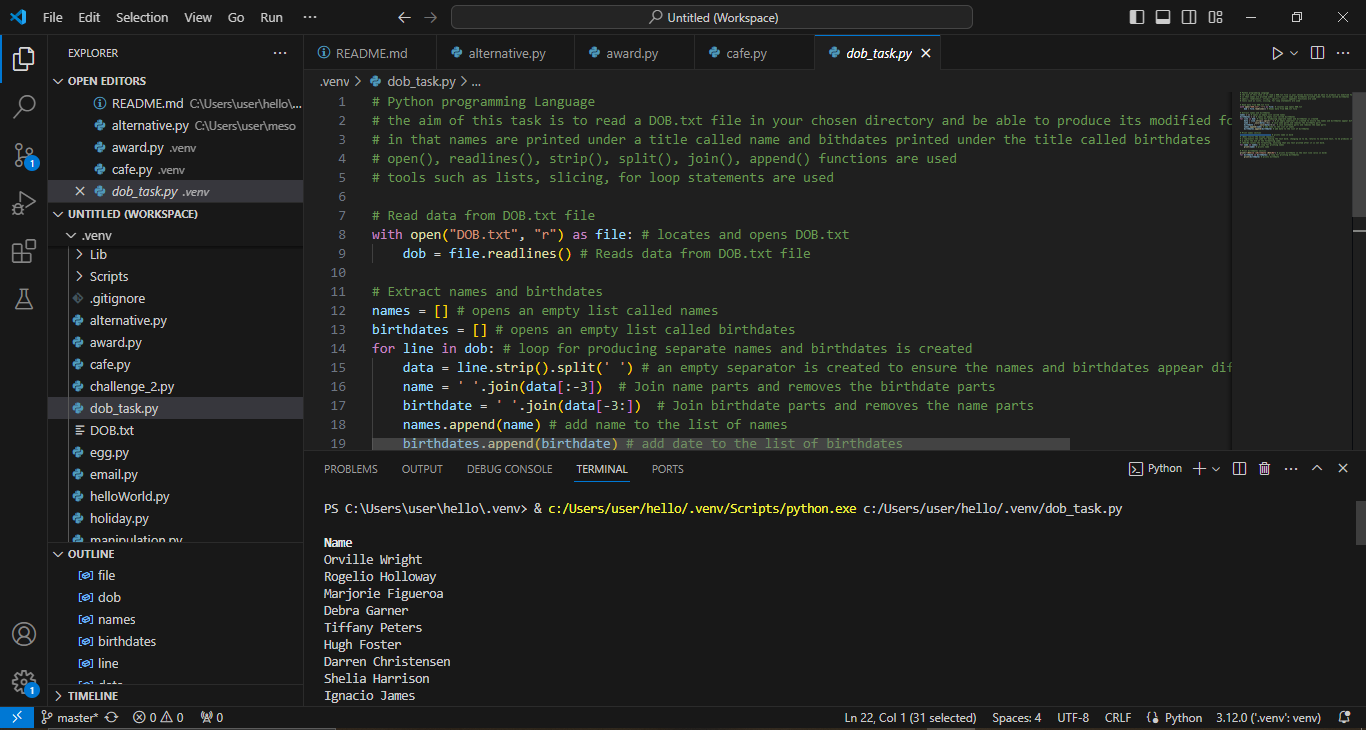 File Edit Selection View Go Run ··· Untitled (Workspace)
EXPLORER ···
OPEN EDITORS
README.md C:\Users\user\hello\...
alternative.py C:\Users\user\meso
award.py .venv
cafe.py .venv
dob_task.py .venv
UNTITLED (WORKSPACE)
.venv
Lib
Scripts
.gitignore
alternative.py
award.py
cafe.py
challenge_2.py
dob_task.py
DOB.txt
egg.py
email.py
helloWorld.py
holiday.py
manipulation.py
OUTLINE
file
dob
names
birthdates
line
data
TIMELINE
README.md alternative.py award.py cafe.py dob_task.py
.venv > dob_task.py > ...
1 # Python programming Language
2 # the aim of this task is to read a DOB.txt file in your chosen directory and be able to produce its modified fo
3 # in that names are printed under a title called name and bithdates printed under the title called birthdates
4 # open(), readlines(), strip(), split(), join(), append() functions are used
5 # tools such as lists, slicing, for loop statements are used
6
7 # Read data from DOB.txt file
8 with open("DOB.txt", "r") as file: # locates and opens DOB.txt
9 dob = file.readlines() # Reads data from DOB.txt file
10
11 # Extract names and birthdates
12 names = [] # opens an empty list called names
13 birthdates = [] # opens an empty list called birthdates
14 for line in dob: # loop for producing separate names and birthdates is created
15 data = line.strip().split(' ') # an empty separator is created to ensure the names and birthdates appear dif
16 name = ' '.join(data[:-3]) # Join name parts and removes the birthdate parts
17 birthdate = ' '.join(data[-3:]) # Join birthdate parts and removes the name parts
18 names.append(name) # add name to the list of names
19 birthdates.append(birthdate) # add date to the list of birthdates
PROBLEMS OUTPUT DEBUG CONSOLE TERMINAL PORTS Python
PS C:\Users\user\hello\.venv> & c:/Users/user/hello/.venv/Scripts/python.exe c:/Users/user/hello/.venv/dob_task.py
Name
Orville Wright
Rogelio Holloway
Marjorie Figueroa
Debra Garner
Tiffany Peters
Hugh Foster
Darren Christensen
Shelia Harrison
Ignacio James
1
1
master* 0 0 0 Ln 22, Col 1 (31 selected) Spaces: 4 UTF-8 CRLF Python 3.12.0 ('.venv': venv)